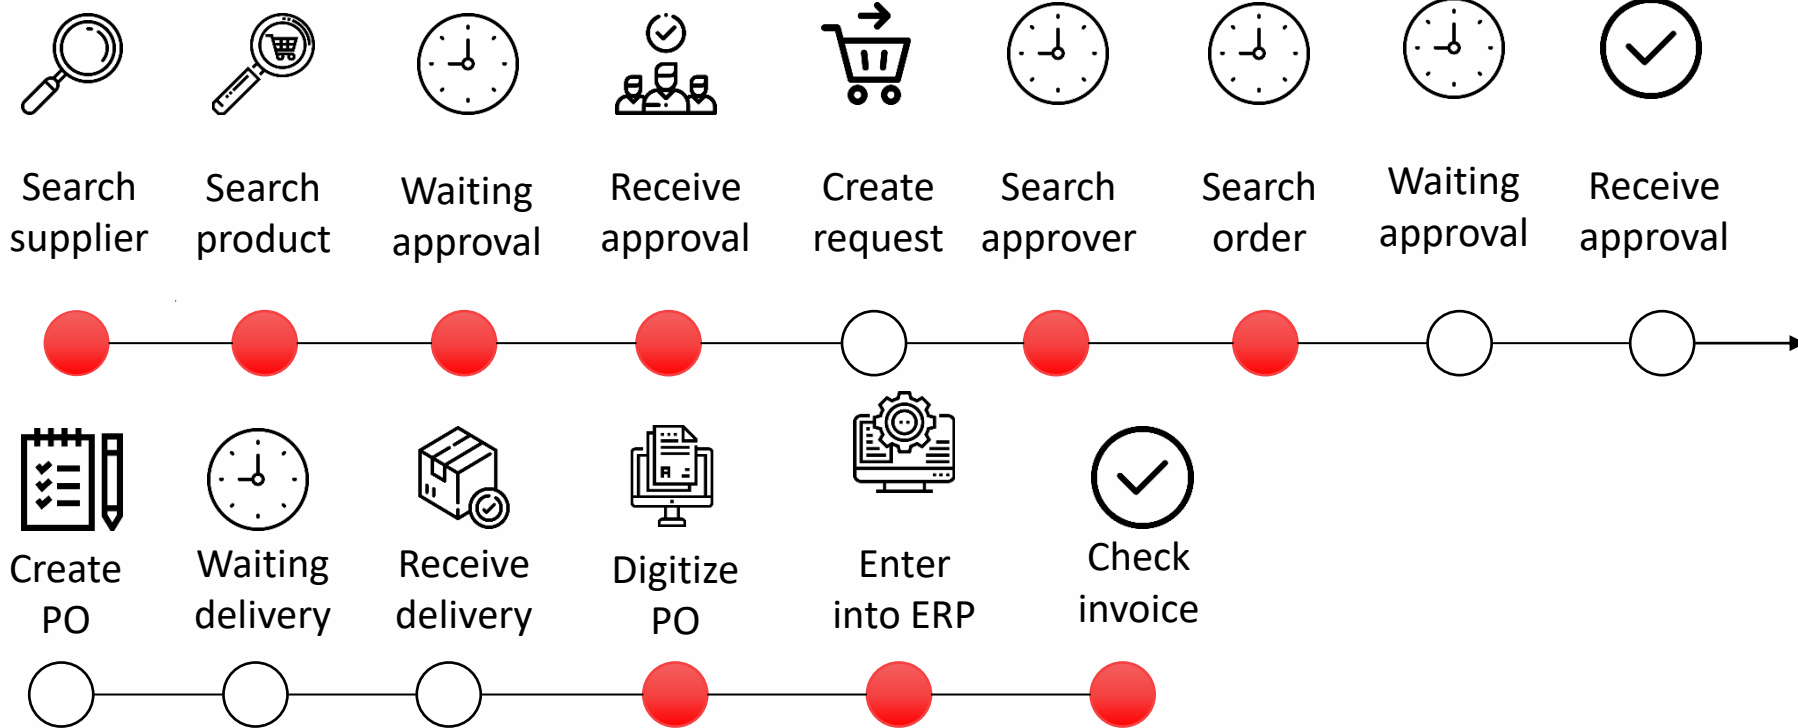 Search
supplier
Search
product
Waiting
approval
Receive
approval
Create
request
Search
approver
Search
order
Waiting
approval
Receive
approval
Create
PO
Waiting
delivery
Receive
delivery
Digitize
PO
Enter
into ERP
Check
invoice